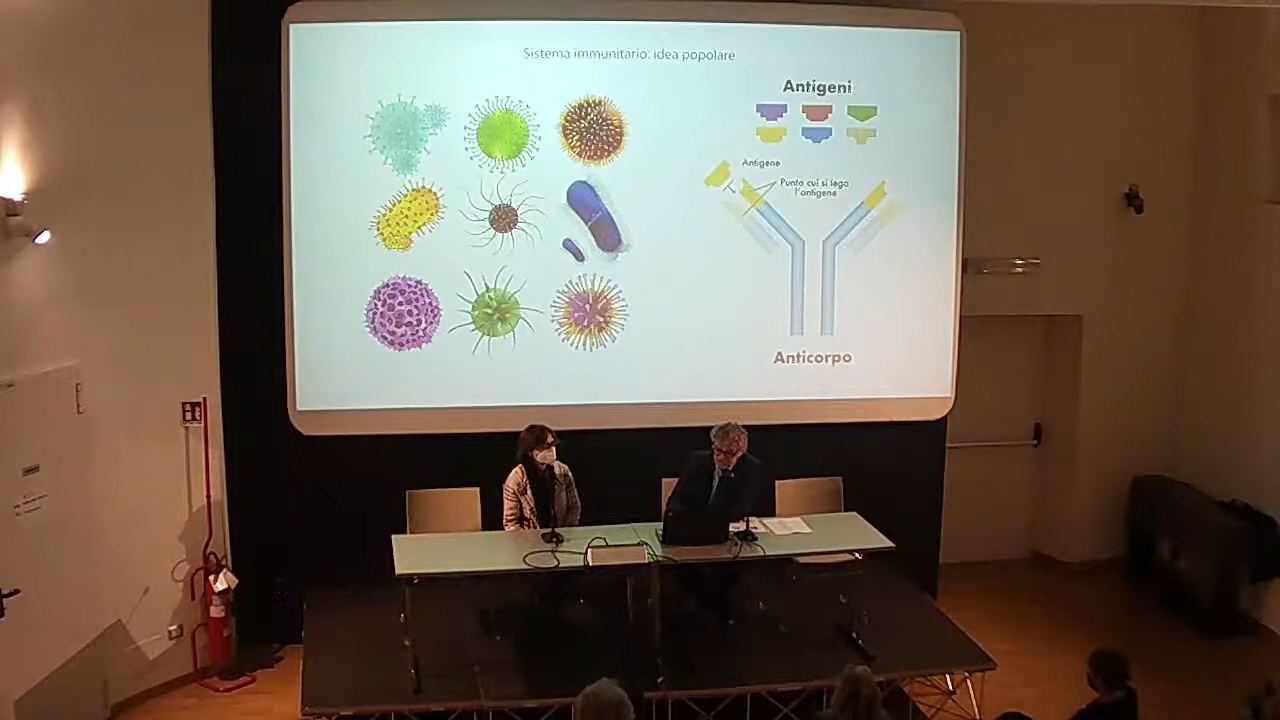 Sistema immunitario: idea popolare
Antigeni
Antigene
Punto cui si lega
l'antigene
Anticorpo